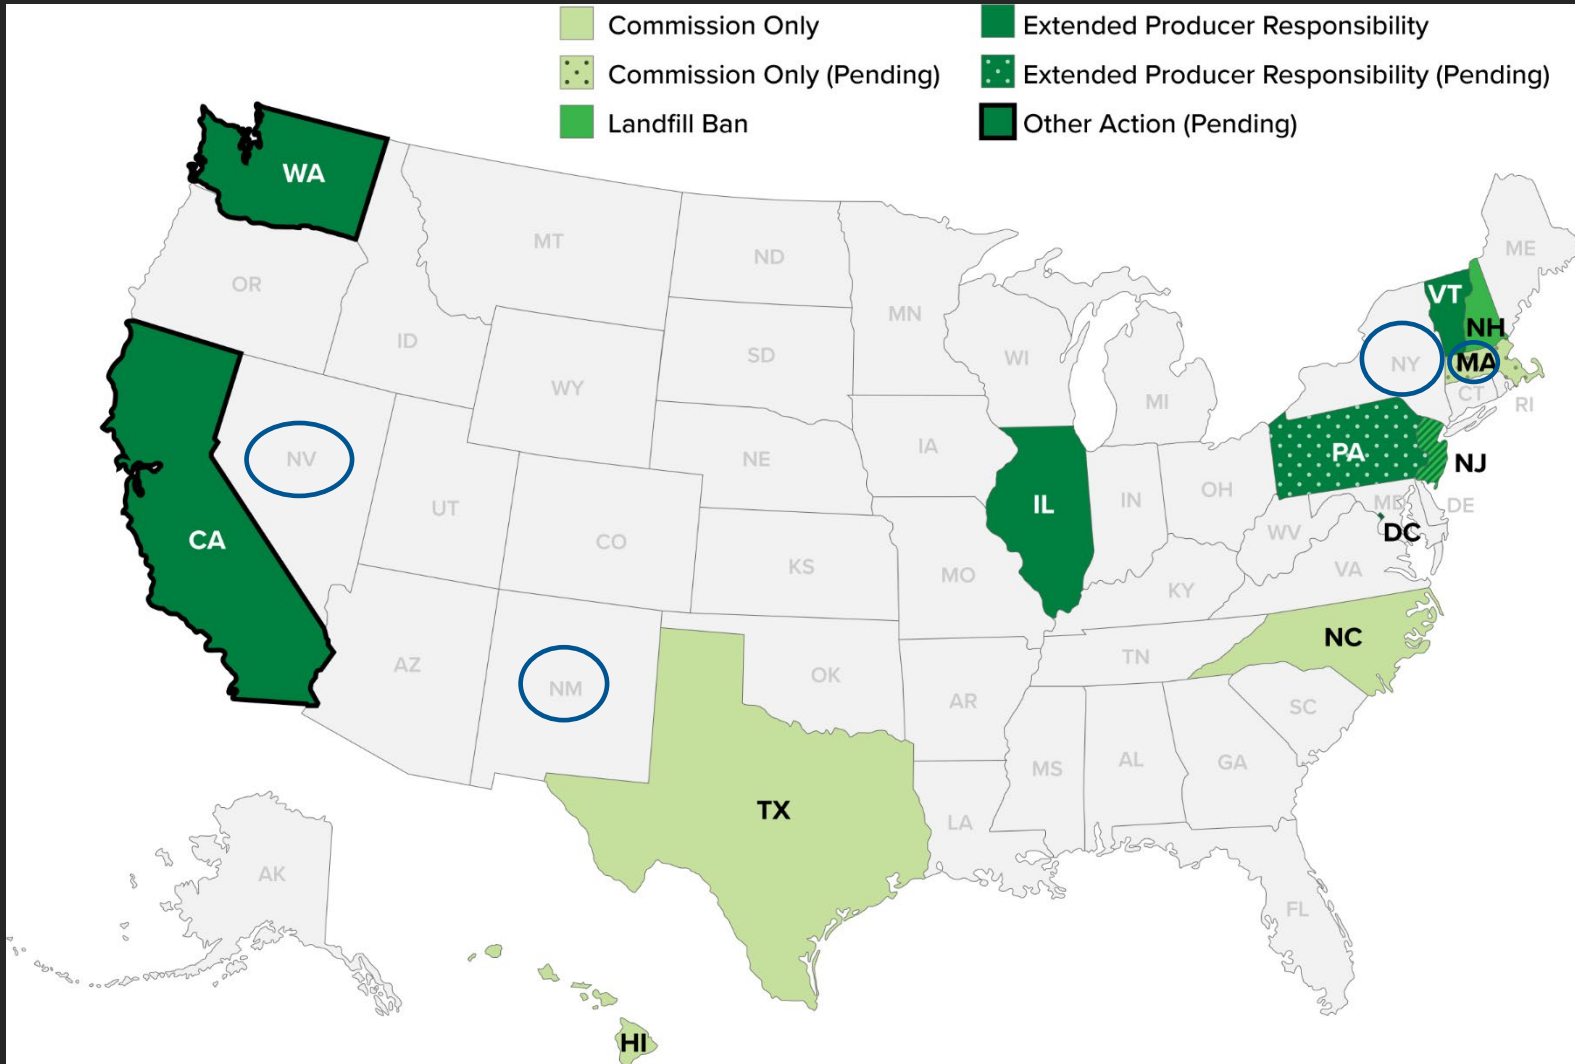 Commission Only
Extended Producer Responsibility
Commission Only (Pending)
Extended Producer Responsibility (Pending)
Landfill Ban
Other Action (Pending)
WA
MT
ND
OR
ID
MN
ME
VT
NH
SD
WI
NY
MA
WY
MI
CT
RI
NV
NE
IA
PA
NJ
UT
CO
IL
IN
OH
MD
DE
CA
KS
MO
WV
DC
VA
KY
AZ
NM
OK
TN
NC
AR
SC
TX
MS
AL
GA
LA
AK
FL
HI